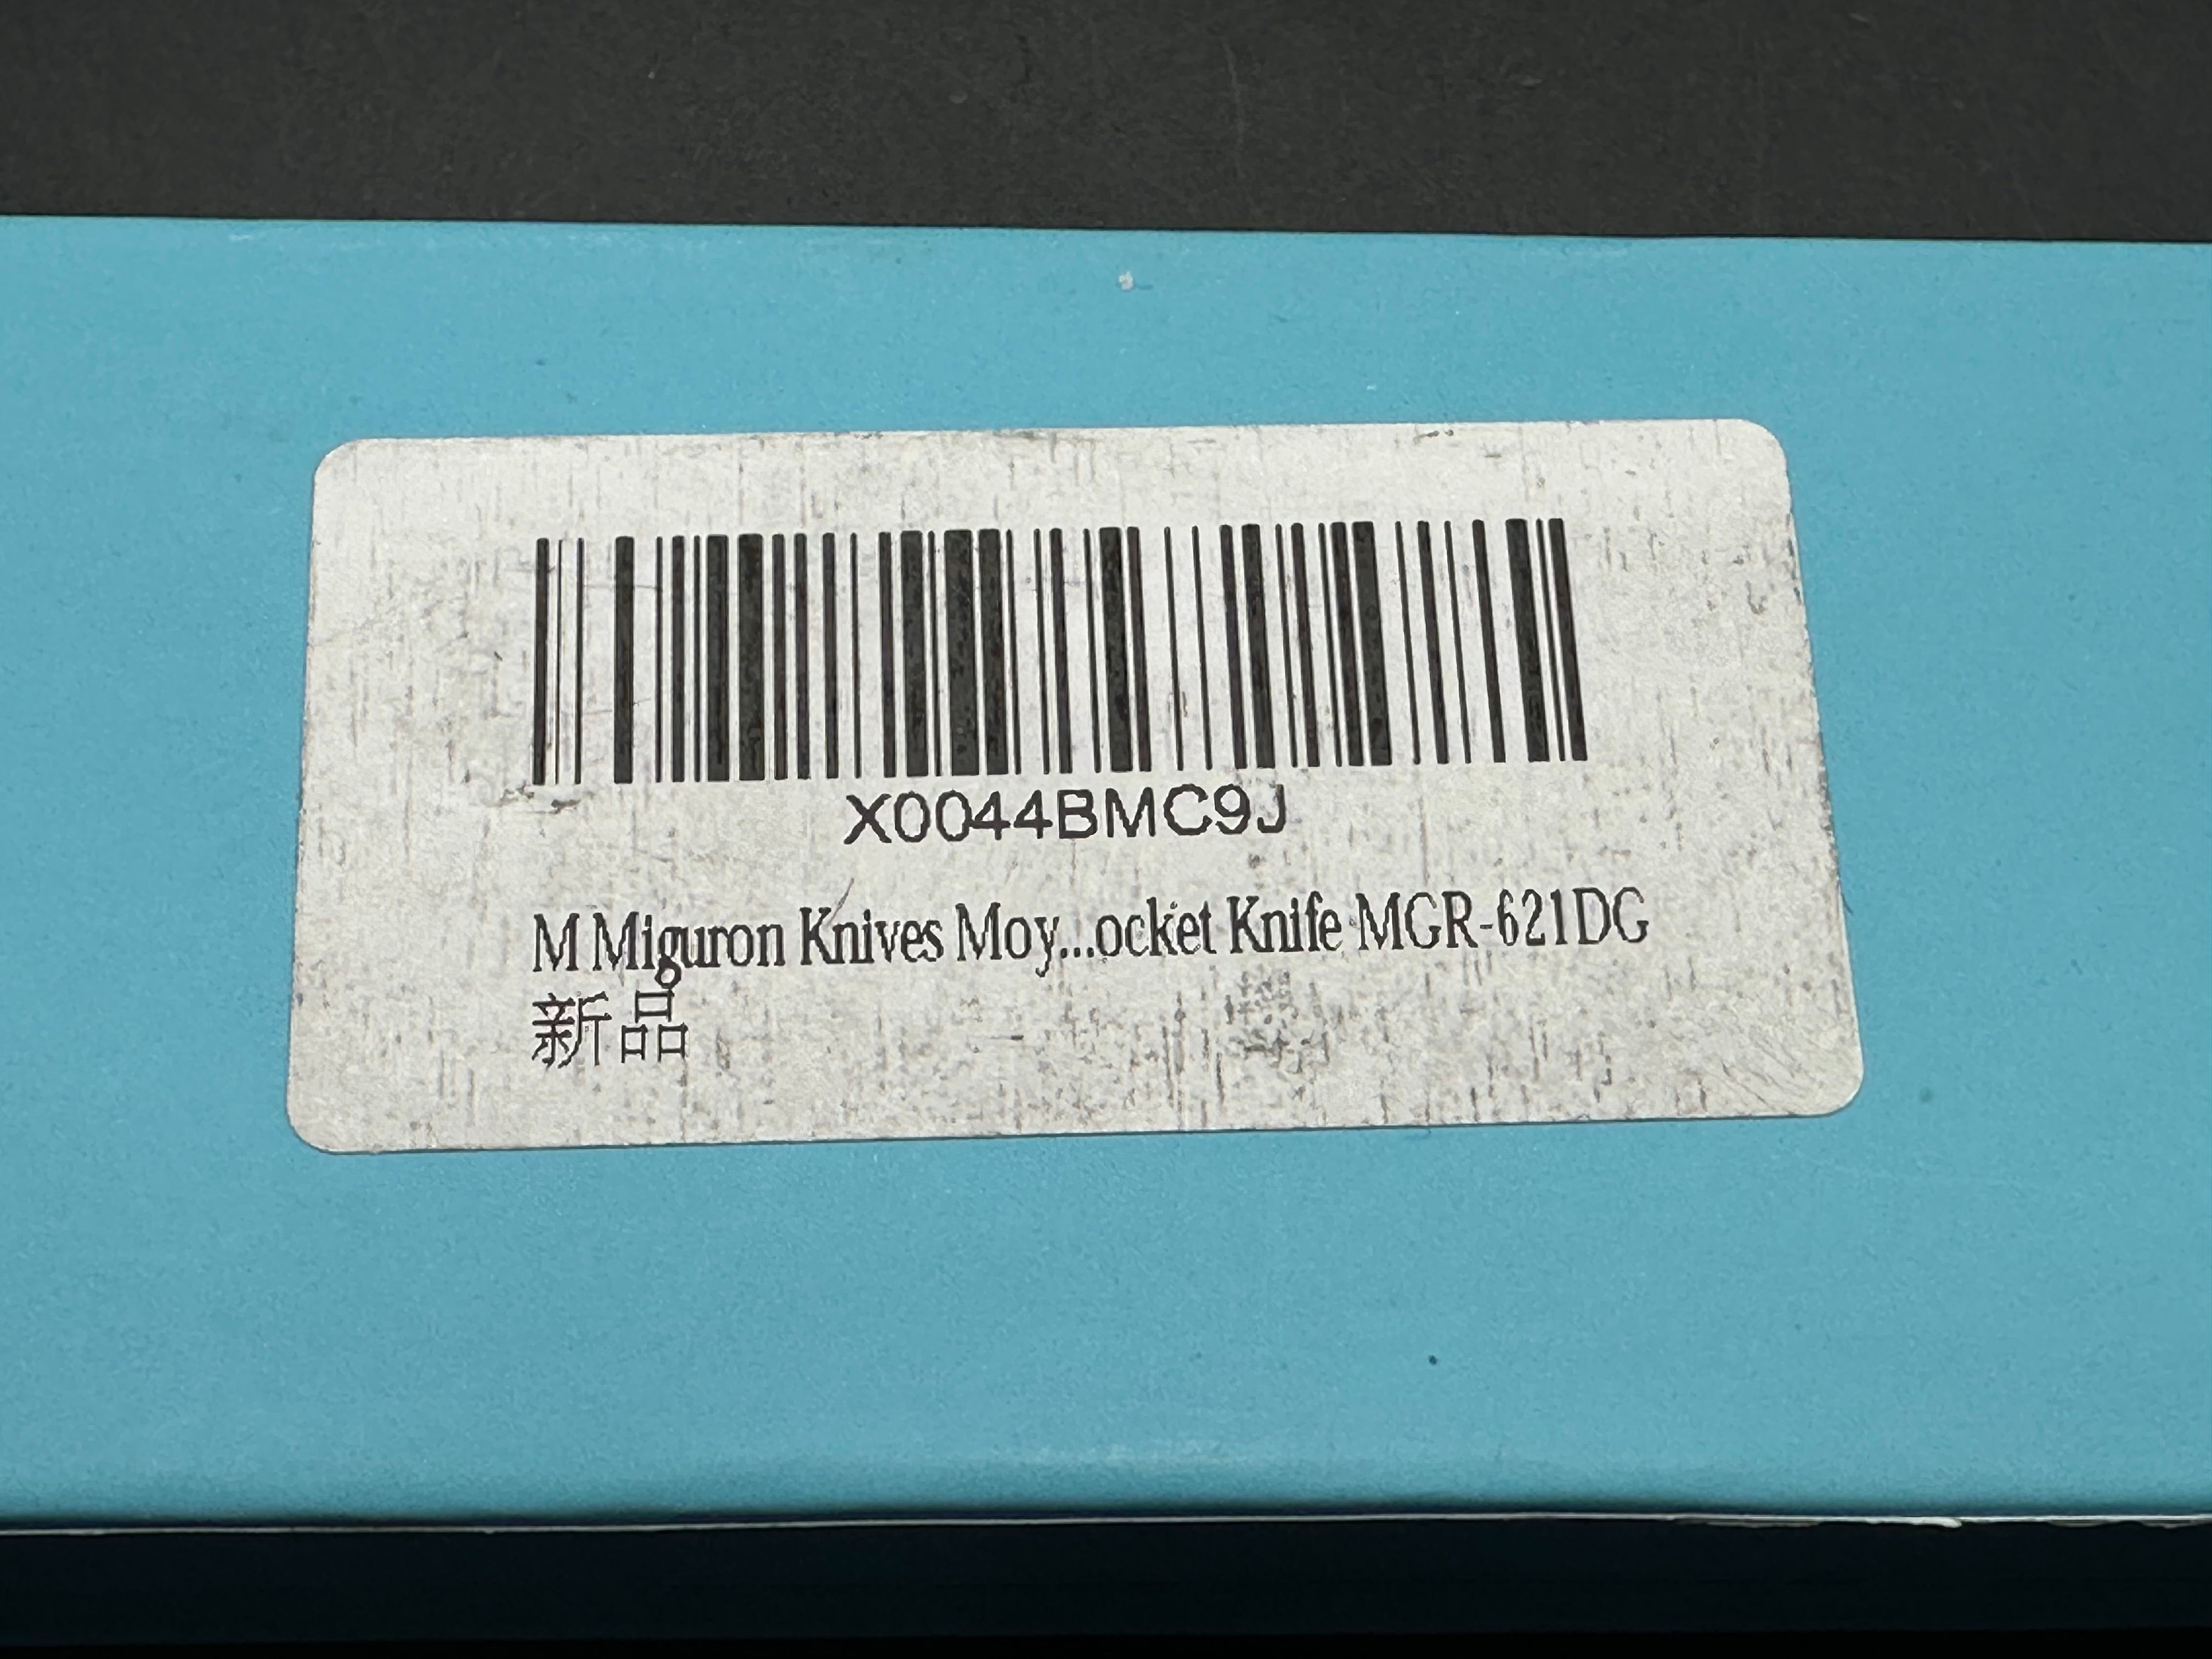 X0044BMC9J
M Miguron Knives Moy...ocket Knife MGR-621DG
新品